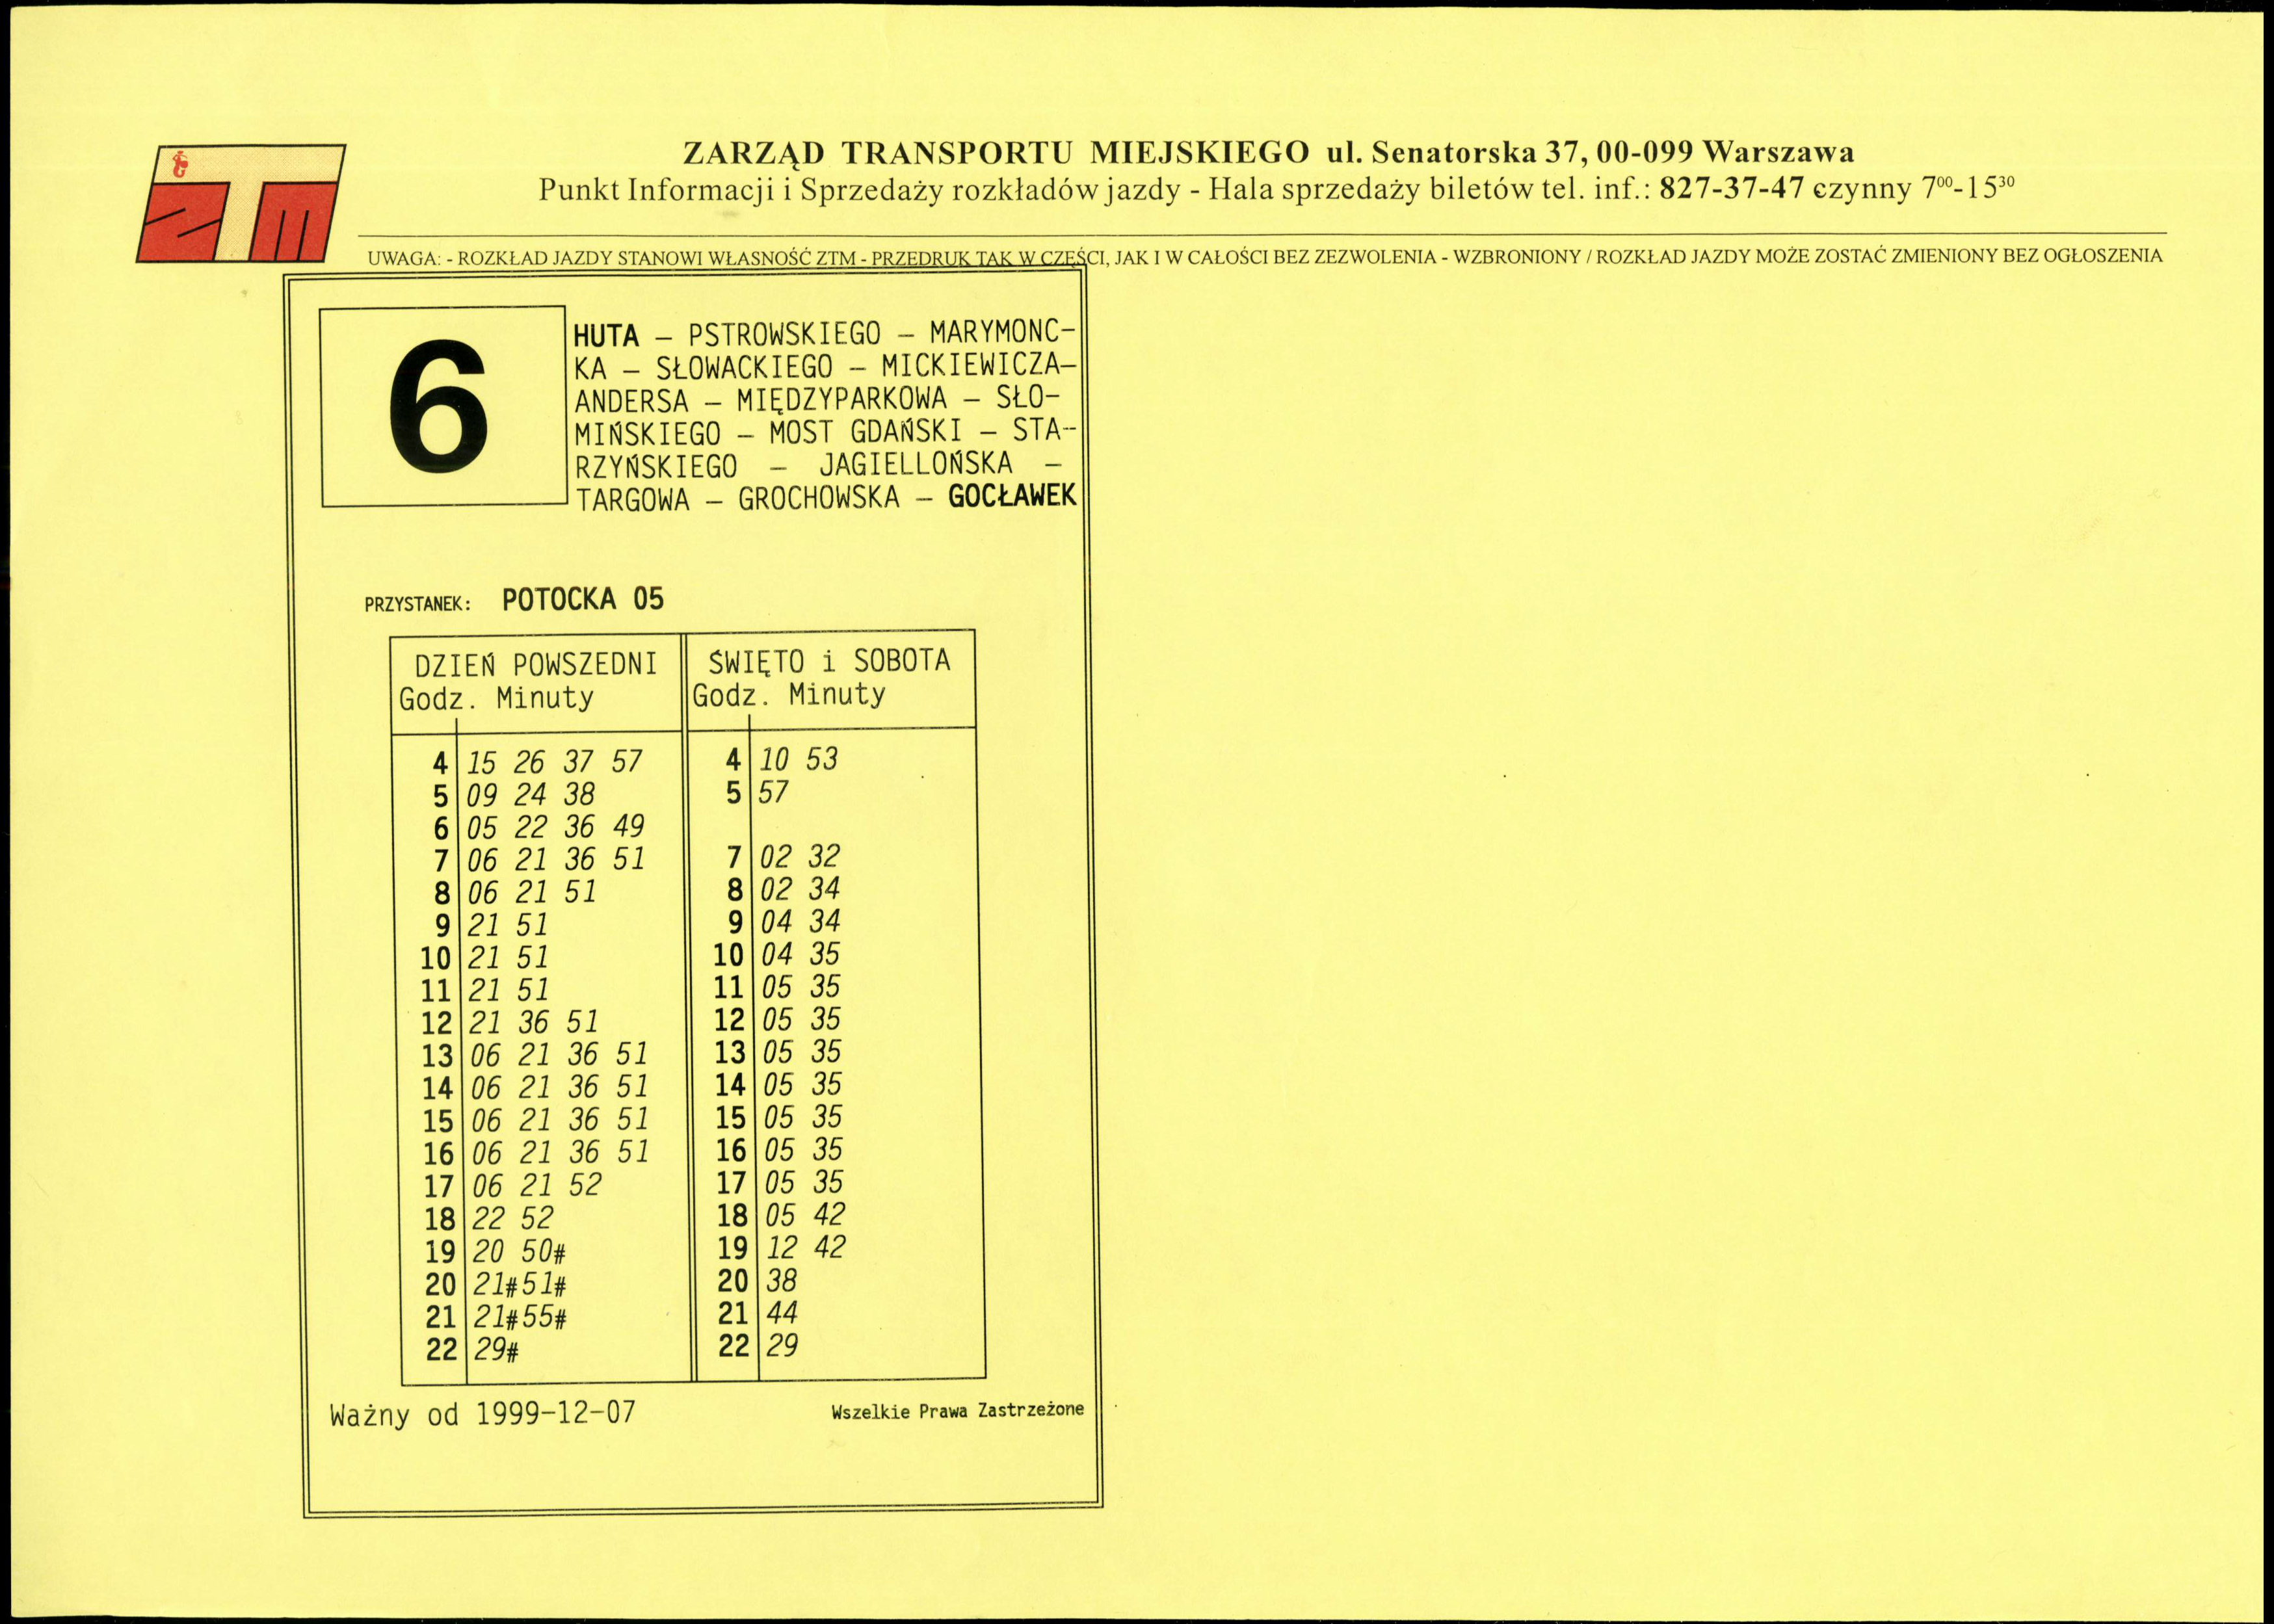 ZARZĄD TRANSPORTU MIEJSKIEGO ul. Senatorska 37, 00-099 Warszawa
Punkt Informacji i Sprzedaży rozkładów jazdy - Hala sprzedaży biletów tel. inf.: 827-37-47 czynny 7⁰⁰-15³⁰
ZTM
UWAGA: - ROZKŁAD JAZDY STANOWI WŁASNOŚĆ ZTM - PRZEDRUK TAK W CZĘŚCI, JAK I W CAŁOŚCI BEZ ZEZWOLENIA - WZBRONIONY / ROZKŁAD JAZDY MOŻE ZOSTAĆ ZMIENIONY BEZ OGŁOSZENIA
6
HUTA – PSTROWSKIEGO – MARYMONC-
KA – SŁOWACKIEGO – MICKIEWICZA–
ANDERSA – MIĘDZYPARKOWA – SŁO-
MIŃSKIEGO – MOST GDAŃSKI – STA-
RZYŃSKIEGO – JAGIELLOŃSKA –
TARGOWA – GROCHOWSKA – GOCŁAWEK
PRZYSTANEK: POTOCKA 05
DZIEŃ POWSZEDNI ŚWIĘTO i SOBOTA
Godz. Minuty Godz. Minuty
4 15 26 37 57 4 10 53
5 09 24 38 5 57
6 05 22 36 49
7 06 21 36 51 7 02 32
8 06 21 51 8 02 34
9 21 51 9 04 34
10 21 51 10 04 35
11 21 51 11 05 35
12 21 36 51 12 05 35
13 06 21 36 51 13 05 35
14 06 21 36 51 14 05 35
15 06 21 36 51 15 05 35
16 06 21 36 51 16 05 35
17 06 21 52 17 05 35
18 22 52 18 05 42
19 20 50# 19 12 42
20 21#51# 20 38
21 21#55# 21 44
22 29# 22 29
Ważny od 1999-12-07 Wszelkie Prawa Zastrzeżone